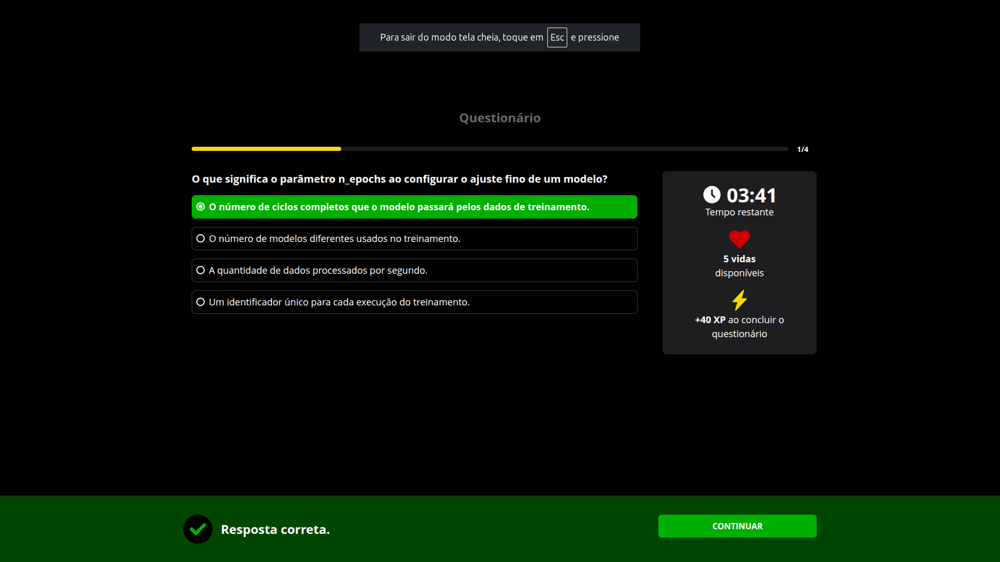 Para sair do modo tela cheia, toque em Esc e pressione
Questionário
1/4
O que significa o parâmetro n_epochs ao configurar o ajuste fino de um modelo?
O número de ciclos completos que o modelo passará pelos dados de treinamento.
O número de modelos diferentes usados no treinamento.
A quantidade de dados processados por segundo.
Um identificador único para cada execução do treinamento.
03:41
Tempo restante
5 vidas
disponíveis
+40 XP ao concluir o
questionário
Resposta correta.
CONTINUAR